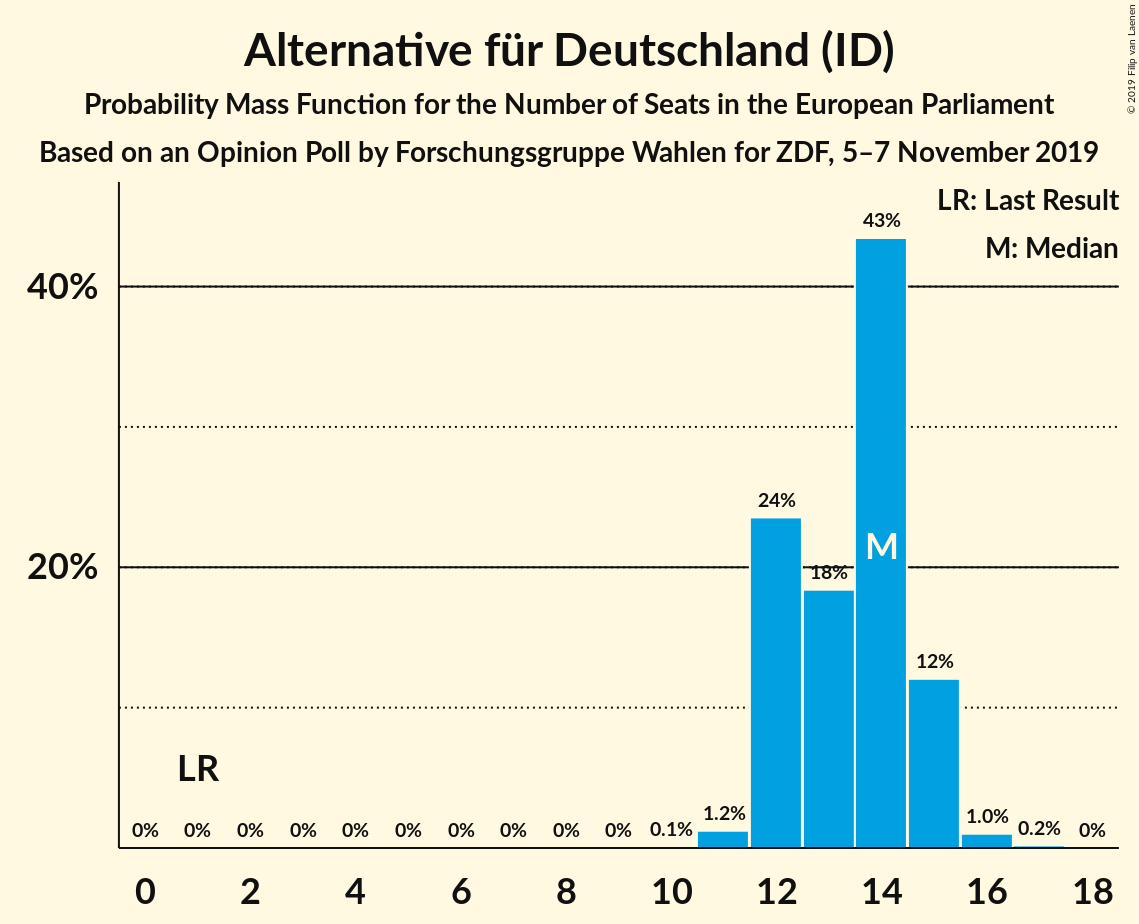 Alternative für Deutschland (ID)
Probability Mass Function for the Number of Seats in the European Parliament
Based on an Opinion Poll by Forschungsgruppe Wahlen for ZDF, 5–7 November 2019
© 2019 Filip van Laenen
LR: Last Result
M: Median
43%
40%
24%
M
20%
18%
12%
LR
0% 0% 0% 0% 0% 0% 0% 0% 0% 0% 0.1% 1.2% 1.0% 0.2% 0%
0 2 4 6 8 10 12 14 16 18